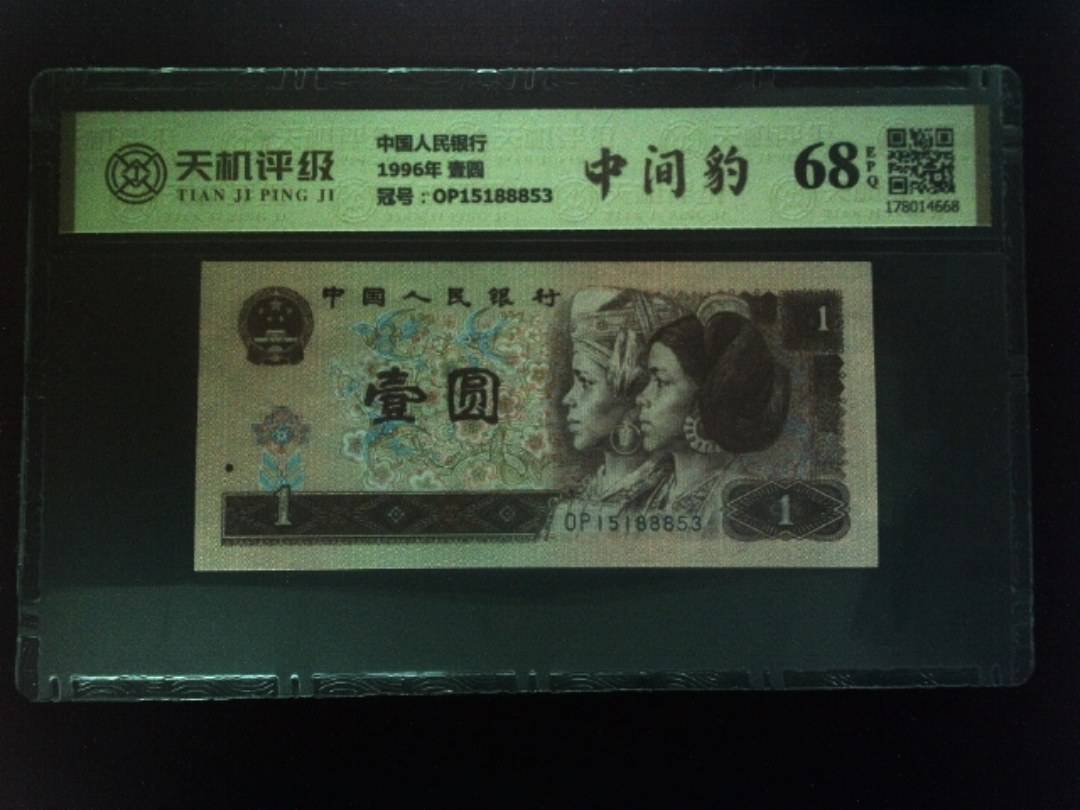 天机评级
TIAN JI PING JI
中国人民银行
1996年 壹圆
冠号：OP15188853
中间豹
68
EPQ
178014668
中国人民银行
1
壹圆
1
OP15188853
1